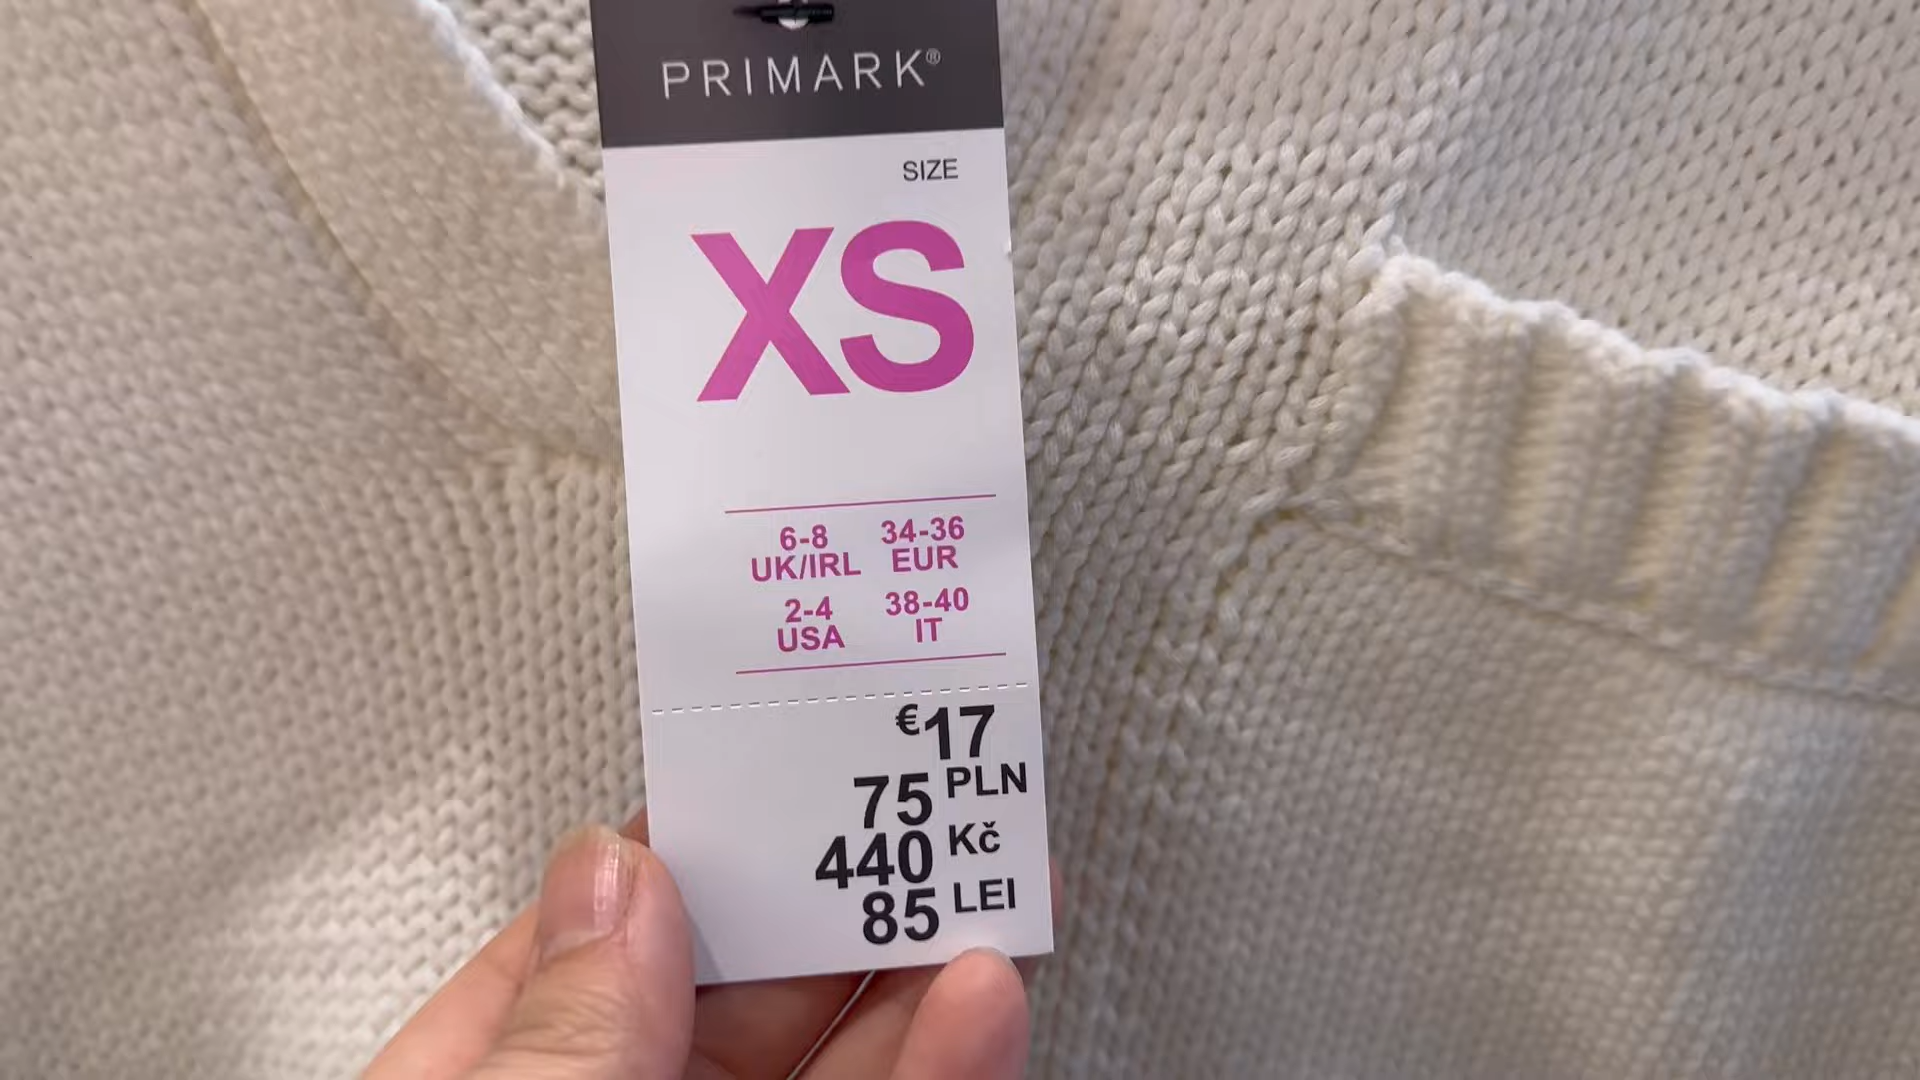 PRIMARK®
SIZE
XS
6-8 34-36
UK/IRL EUR
2-4 38-40
USA IT
€17
75 PLN
440 Kč
85 LEI